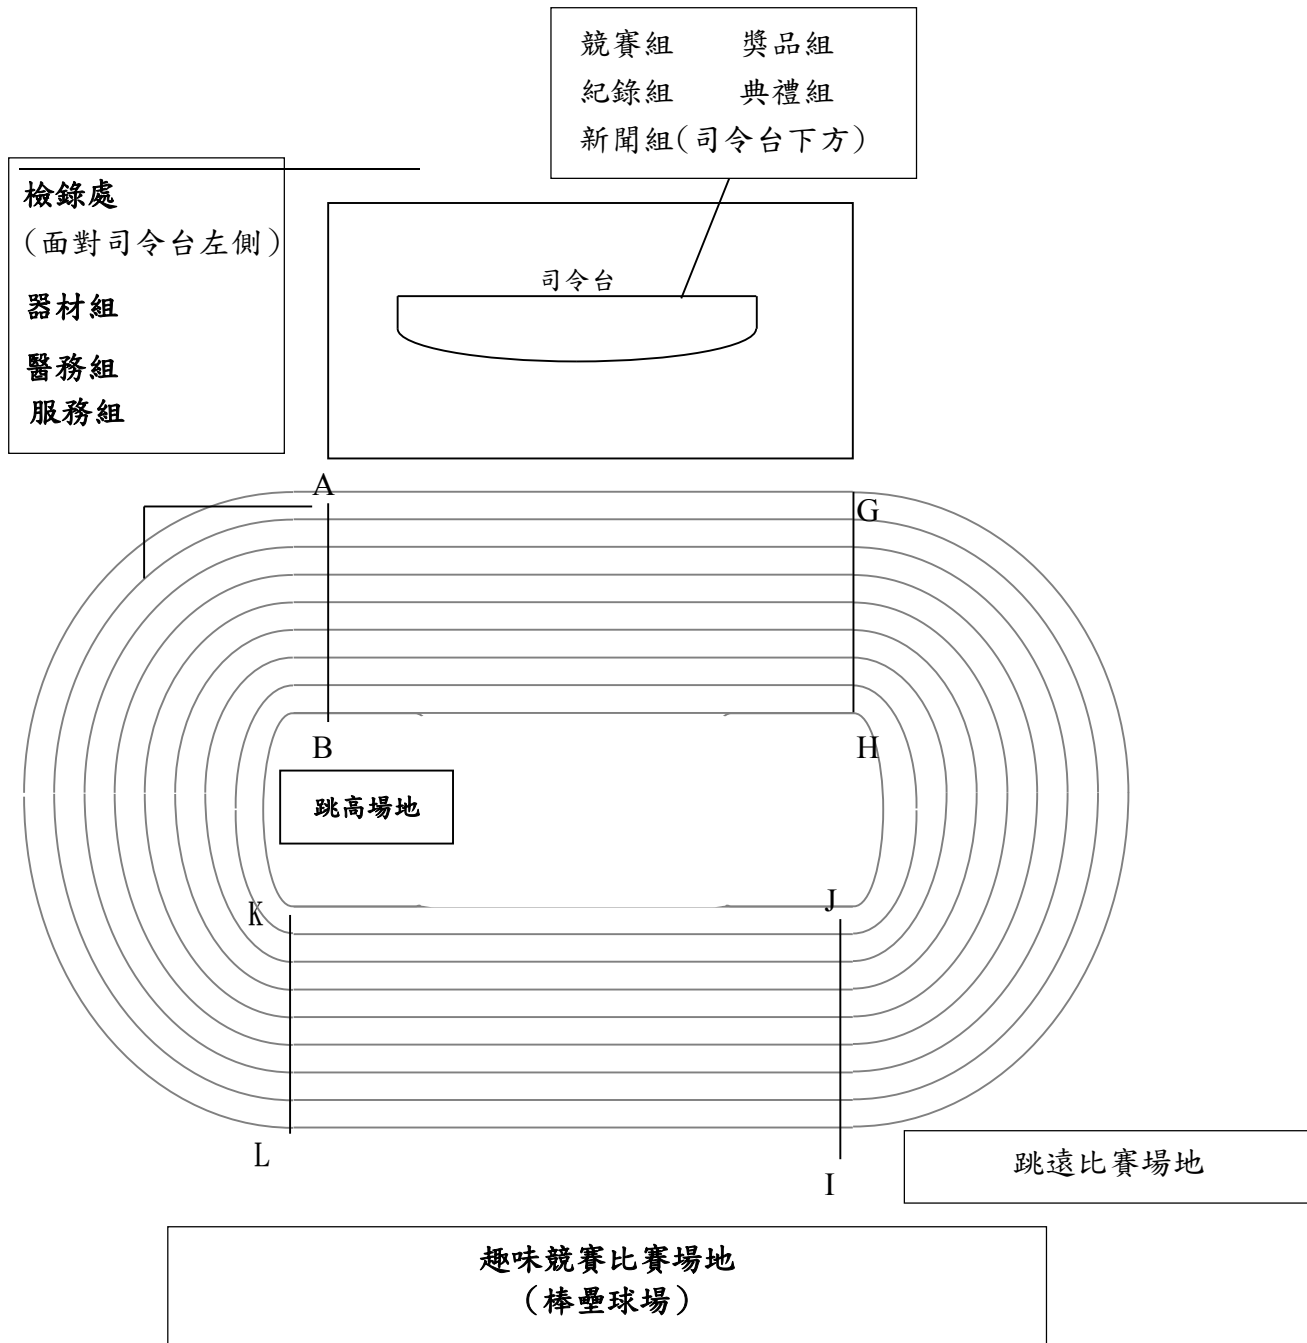 競賽組 獎品組
紀錄組 典禮組
新聞組(司令台下方)
檢錄處
(面對司令台左側)
器材組
醫務組
服務組
司令台
A
G
B
H
跳高場地
K
J
L
I
跳遠比賽場地
趣味競賽比賽場地
(棒壘球場)